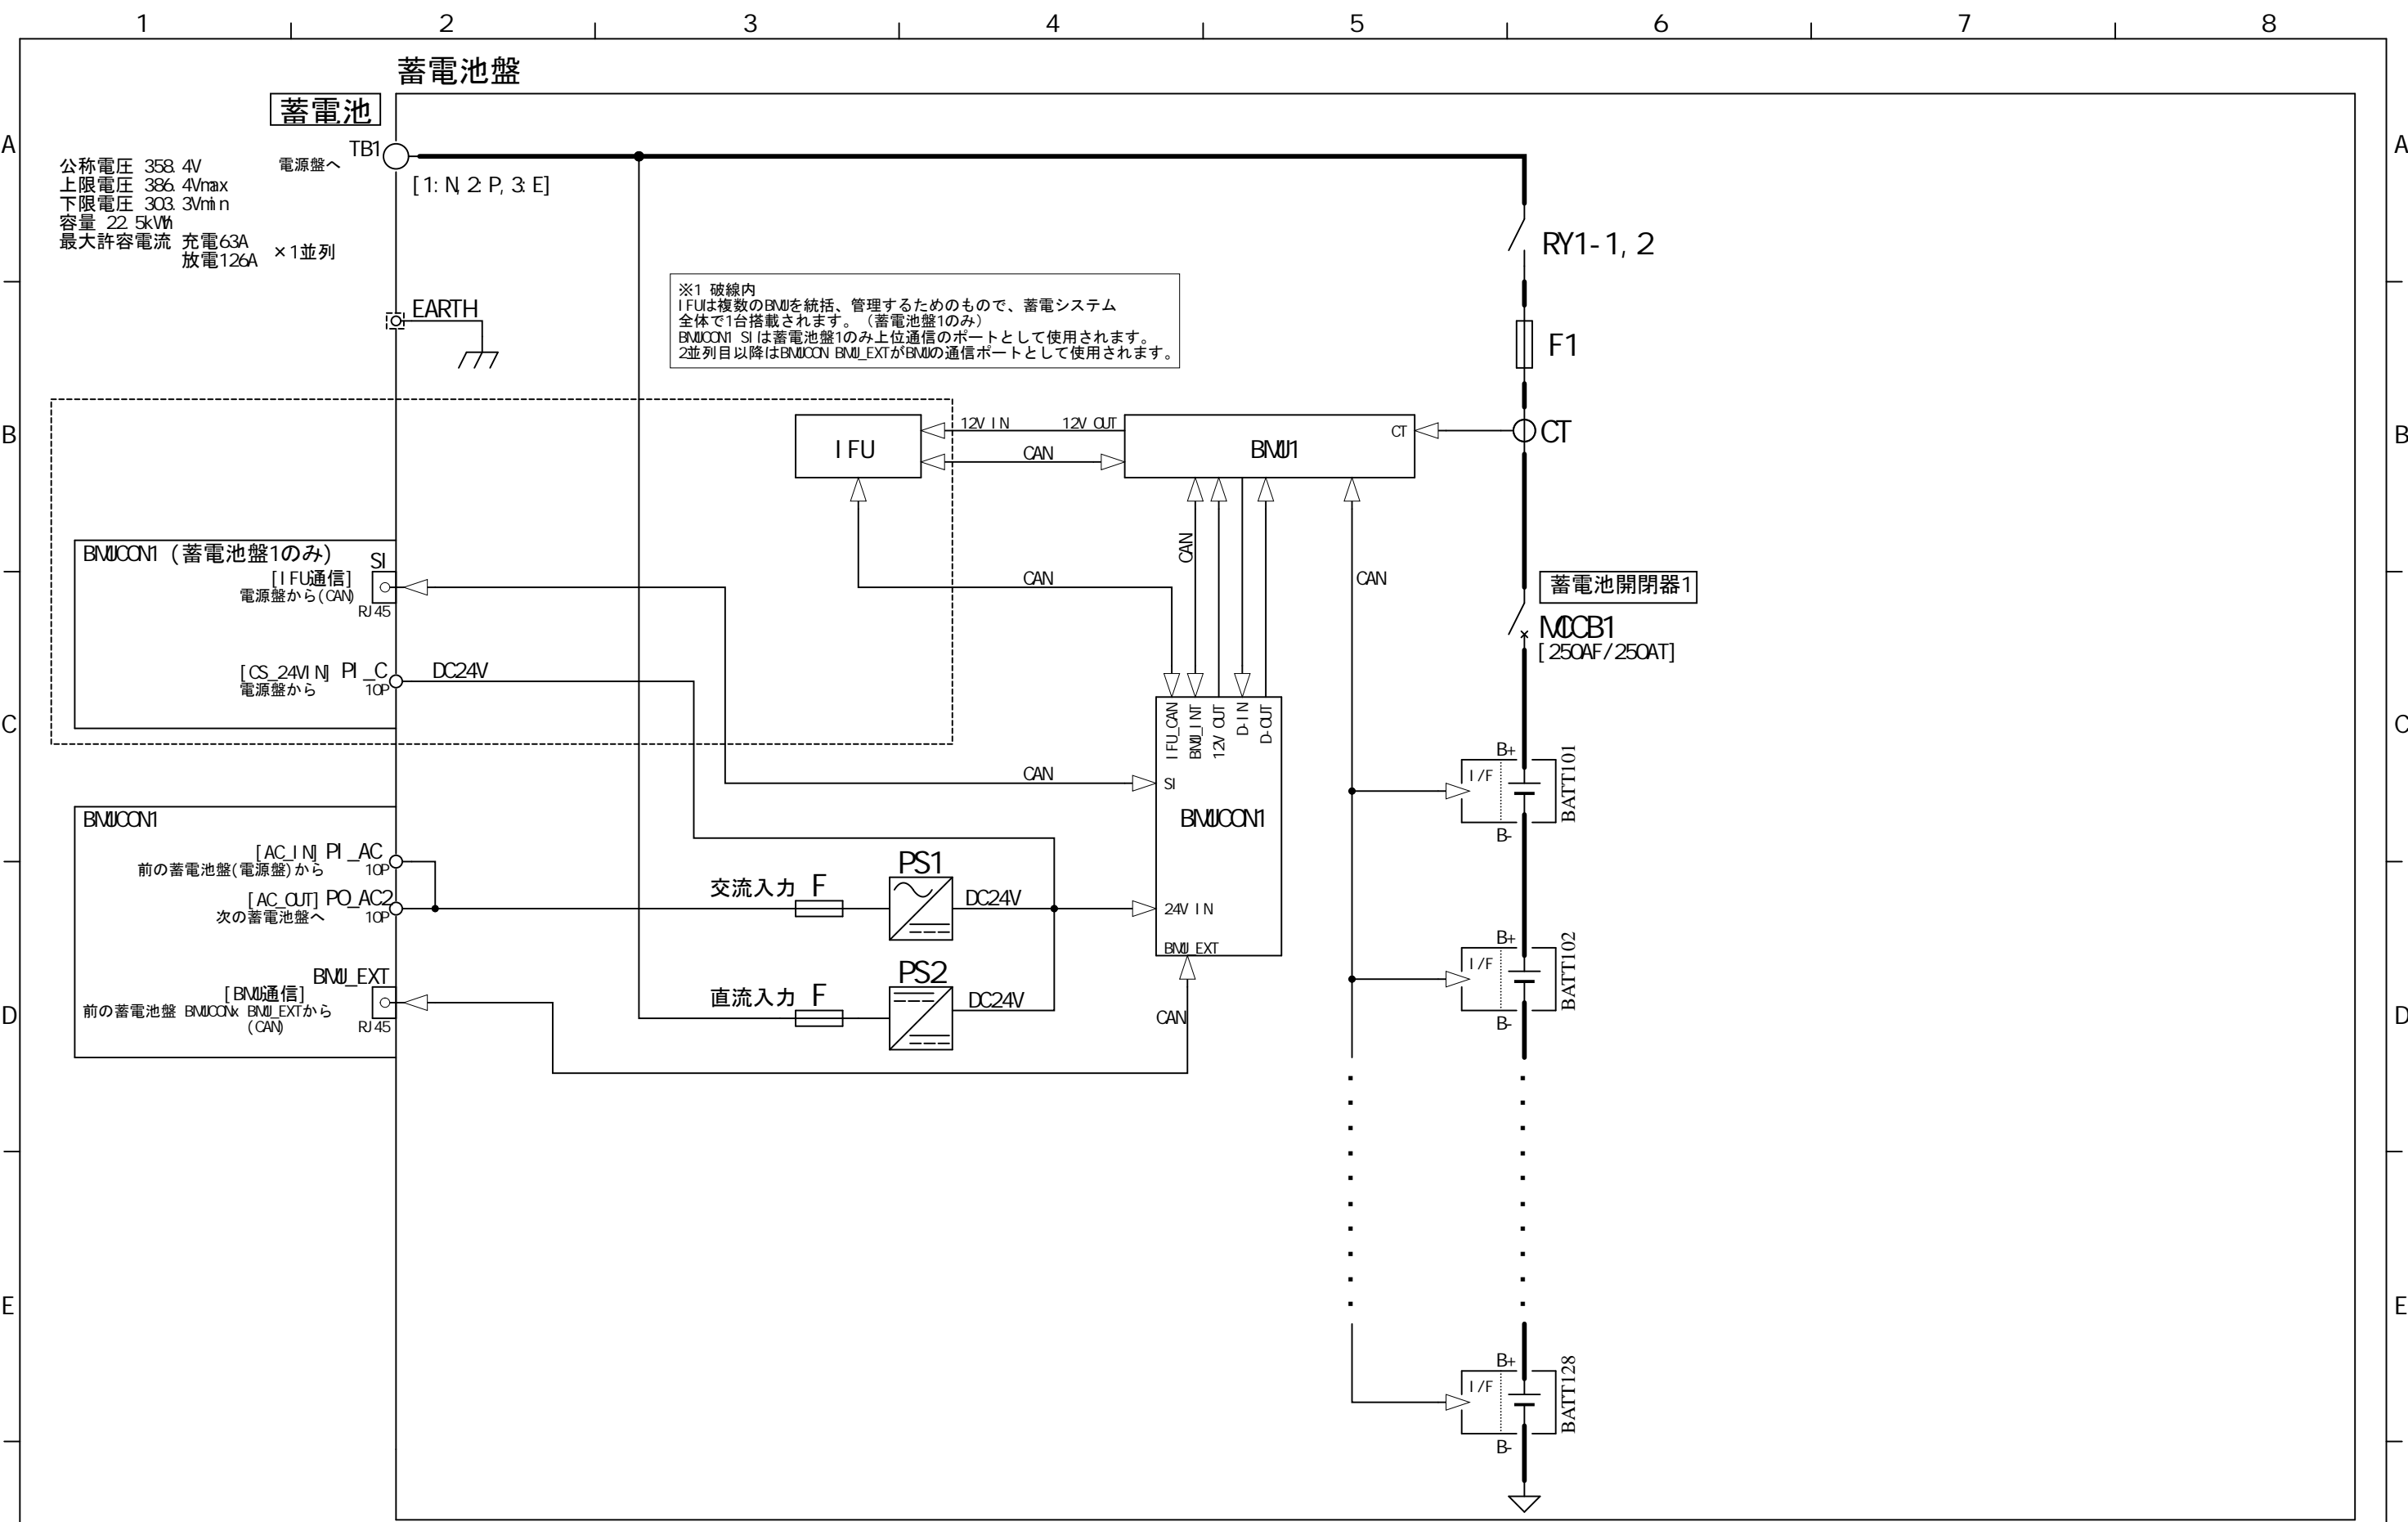 1 2 3 4 5 6 7 8
蓄電池盤
蓄電池
A A
TB1
電源盤へ
[1:N,2:P,3:E]
公称電圧 358.4V
上限電圧 386.4Vmax
下限電圧 303.3Vmin
容量 22.5kWh
最大許容電流 充電63A
放電126A
×1並列
RY1-1,2
EARTH
※1 破線内
IFUは複数のBMUを統括、管理するためのもので、蓄電システム
全体で1台搭載されます。（蓄電池盤1のみ）
BMUCON1 SIは蓄電池盤1のみ上位通信のポートとして使用されます。
2並列目以降はBMUCON BMU_EXTがBMUの通信ポートとして使用されます。
F1
B B
IFU
12V IN
12V OUT
CAN
BMU1
CT
CT
BMUCON1 (蓄電池盤1のみ)
SI
[IFU通信]
電源盤から(CAN)
RJ45
CAN
CAN
CAN
蓄電池開閉器1
MCCB1
[250AF/250AT]
[CS_24VIN] PI_C
電源盤から
10P
DC24V
C C
IFU_CAN
BMU_INT
12V OUT
D-IN
D-OUT
CAN
SI
BMUCON1
B+
I/F
B-
BATT101
BMUCON1
[AC_IN] PI_AC
前の蓄電池盤(電源盤)から
10P
[AC_OUT] PO_AC2
次の蓄電池盤へ
10P
交流入力 F
PS1
DC24V
24V IN
BMU_EXT
B+
I/F
B-
BATT102
BMU_EXT
[BMU通信]
前の蓄電池盤 BMUCONx BMU_EXTから
(CAN)
RJ45
直流入力 F
PS2
DC24V
CAN
D D
E E
B+
I/F
B-
BATT128